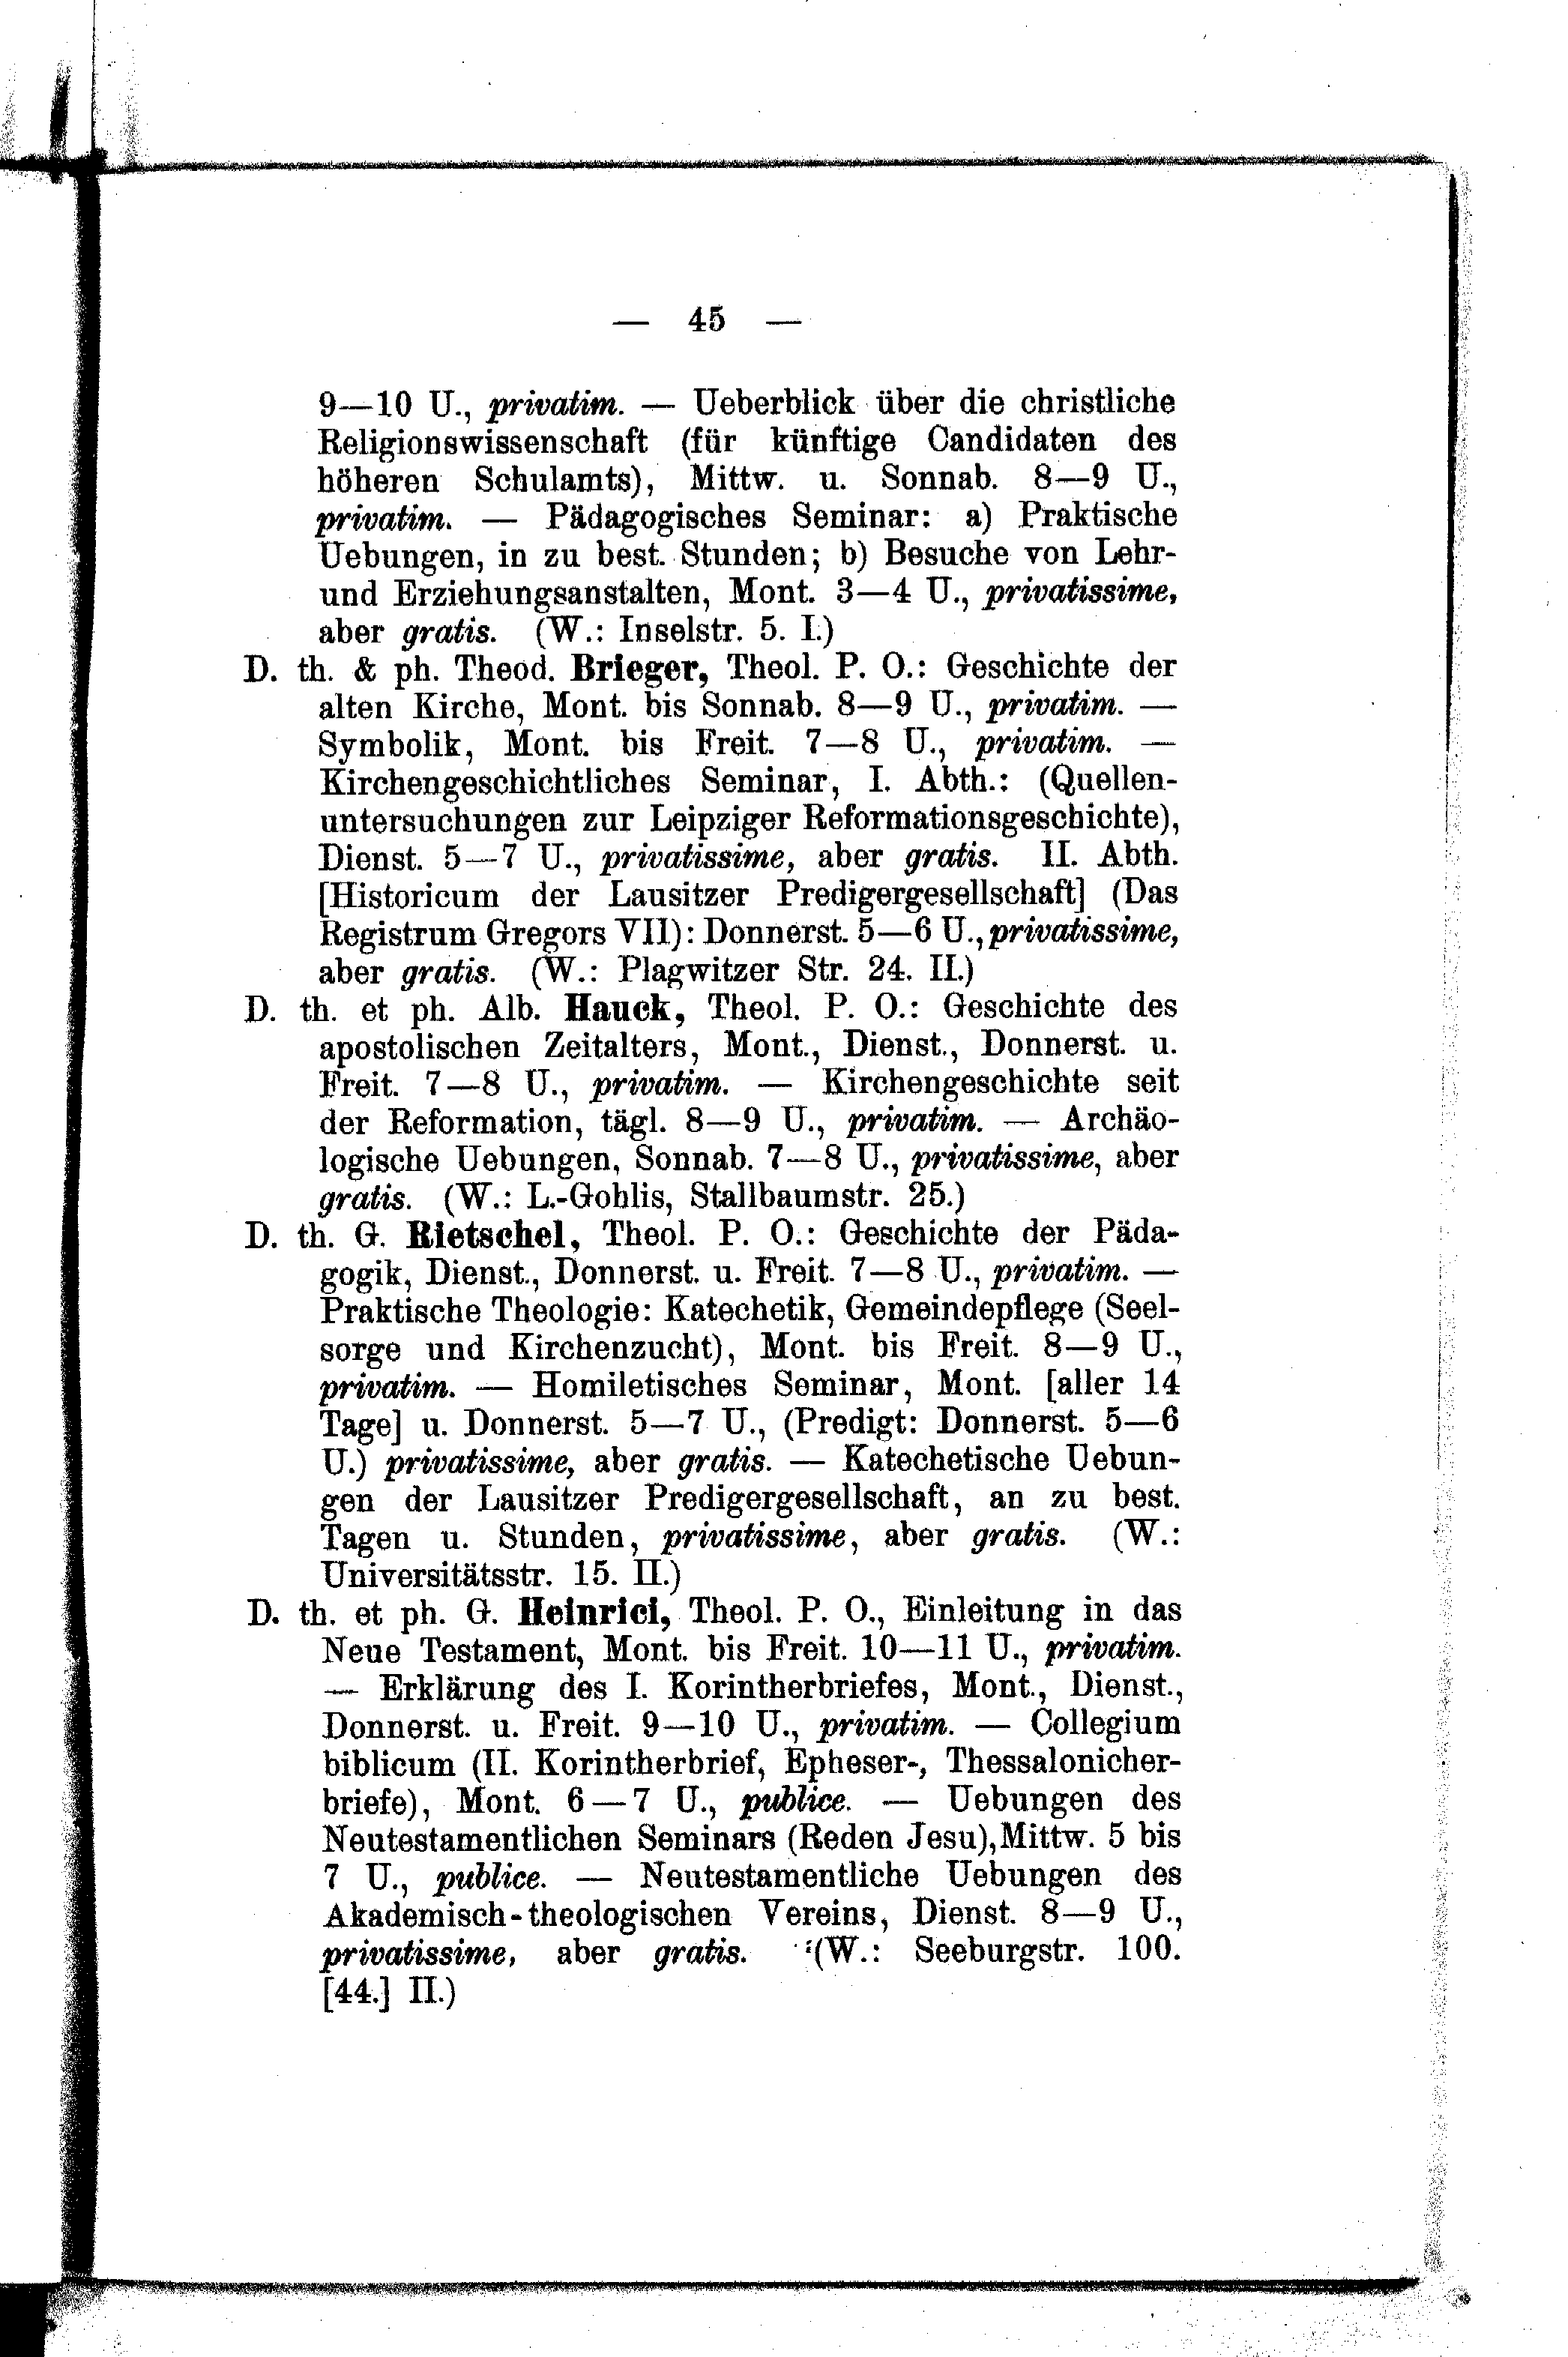 — 45 —
9—10 U., privatim. — Ueberblick über die christliche
Religionswissenschaft (für künftige Candidaten des
höheren Schulamts), Mittw. u. Sonnab. 8—9 U.,
privatim. — Pädagogisches Seminar: a) Praktische
Uebungen, in zu best. Stunden; b) Besuche von Lehr-
und Erziehungsanstalten, Mont. 3—4 U., privatissime,
aber gratis. (W.: Inselstr. 5. I.)
D. th. & ph. Theod. Brieger, Theol. P. O.: Geschichte der
alten Kirche, Mont. bis Sonnab. 8—9 U., privatim. —
Symbolik, Mont. bis Freit. 7—8 U., privatim. —
Kirchengeschichtliches Seminar, I. Abth.: (Quellen-
untersuchungen zur Leipziger Reformationsgeschichte),
Dienst. 5—7 U., privatissime, aber gratis. II. Abth.
[Historicum der Lausitzer Predigergesellschaft] (Das
Registrum Gregors VII): Donnerst. 5—6 U., privatissime,
aber gratis. (W.: Plagwitzer Str. 24. II.)
D. th. et ph. Alb. Hauck, Theol. P. O.: Geschichte des
apostolischen Zeitalters, Mont., Dienst., Donnerst. u.
Freit. 7—8 U., privatim. — Kirchengeschichte seit
der Reformation, tägl. 8—9 U., privatim. — Archäo-
logische Uebungen, Sonnab. 7—8 U., privatissime, aber
gratis. (W.: L.-Gohlis, Stallbaumstr. 25.)
D. th. G. Rietschel, Theol. P. O.: Geschichte der Päda-
gogik, Dienst., Donnerst. u. Freit. 7—8 U., privatim. —
Praktische Theologie: Katechetik, Gemeindepflege (Seel-
sorge und Kirchenzucht), Mont. bis Freit. 8—9 U.,
privatim. — Homiletisches Seminar, Mont. [aller 14
Tage] u. Donnerst. 5—7 U., (Predigt: Donnerst. 5—6
U.) privatissime, aber gratis. — Katechetische Uebun-
gen der Lausitzer Predigergesellschaft, an zu best.
Tagen u. Stunden, privatissime, aber gratis. (W.:
Universitätsstr. 15. II.)
D. th. et ph. G. Heinrici, Theol. P. O., Einleitung in das
Neue Testament, Mont. bis Freit. 10—11 U., privatim.
— Erklärung des I. Korintherbriefes, Mont., Dienst.,
Donnerst. u. Freit. 9—10 U., privatim. — Collegium
biblicum (II. Korintherbrief, Epheser-, Thessalonicher-
briefe), Mont. 6—7 U., publice. — Uebungen des
Neutestamentlichen Seminars (Reden Jesu), Mittw. 5 bis
7 U., publice. — Neutestamentliche Uebungen des
Akademisch-theologischen Vereins, Dienst. 8—9 U.,
privatissime, aber gratis. (W.: Seeburgstr. 100.
[44.] II.)